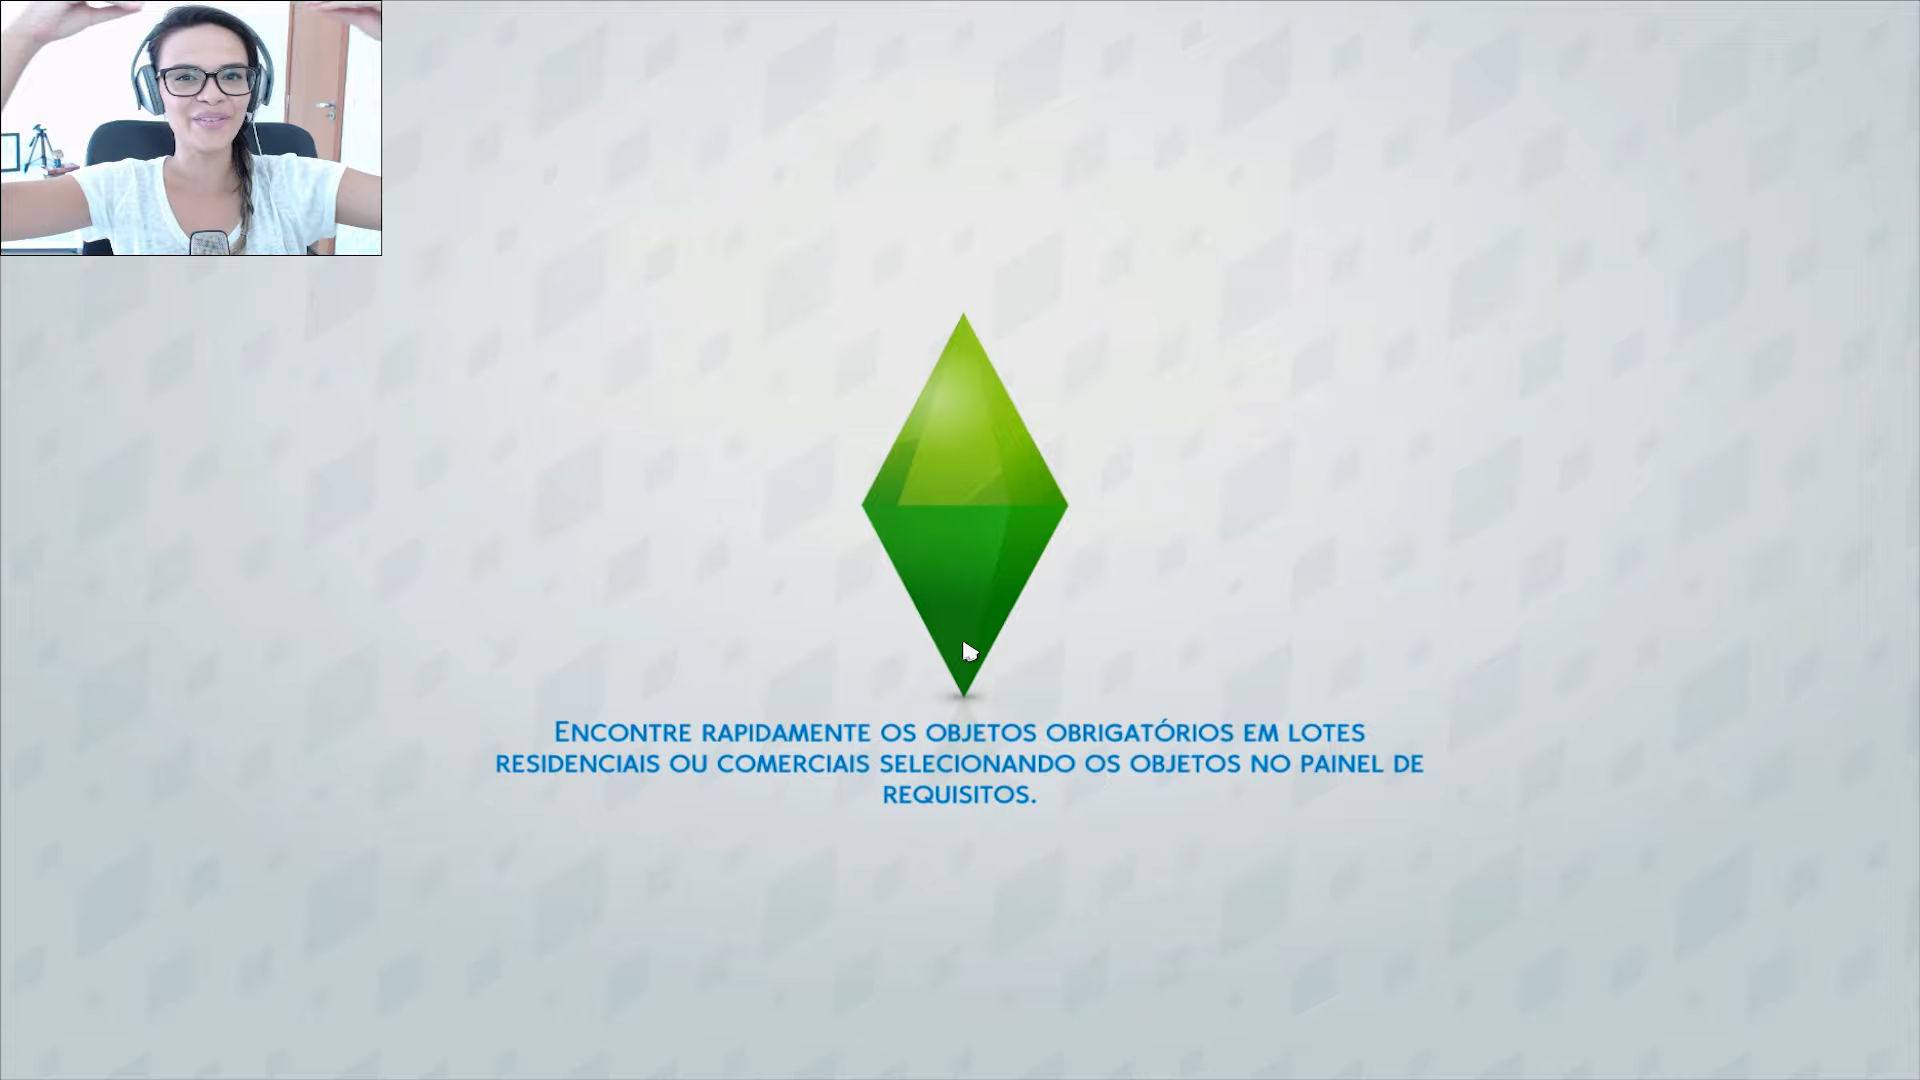 Encontre rapidamente os objetos obrigatórios em lotes
residenciais ou comerciais selecionando os objetos no painel de
requisitos.